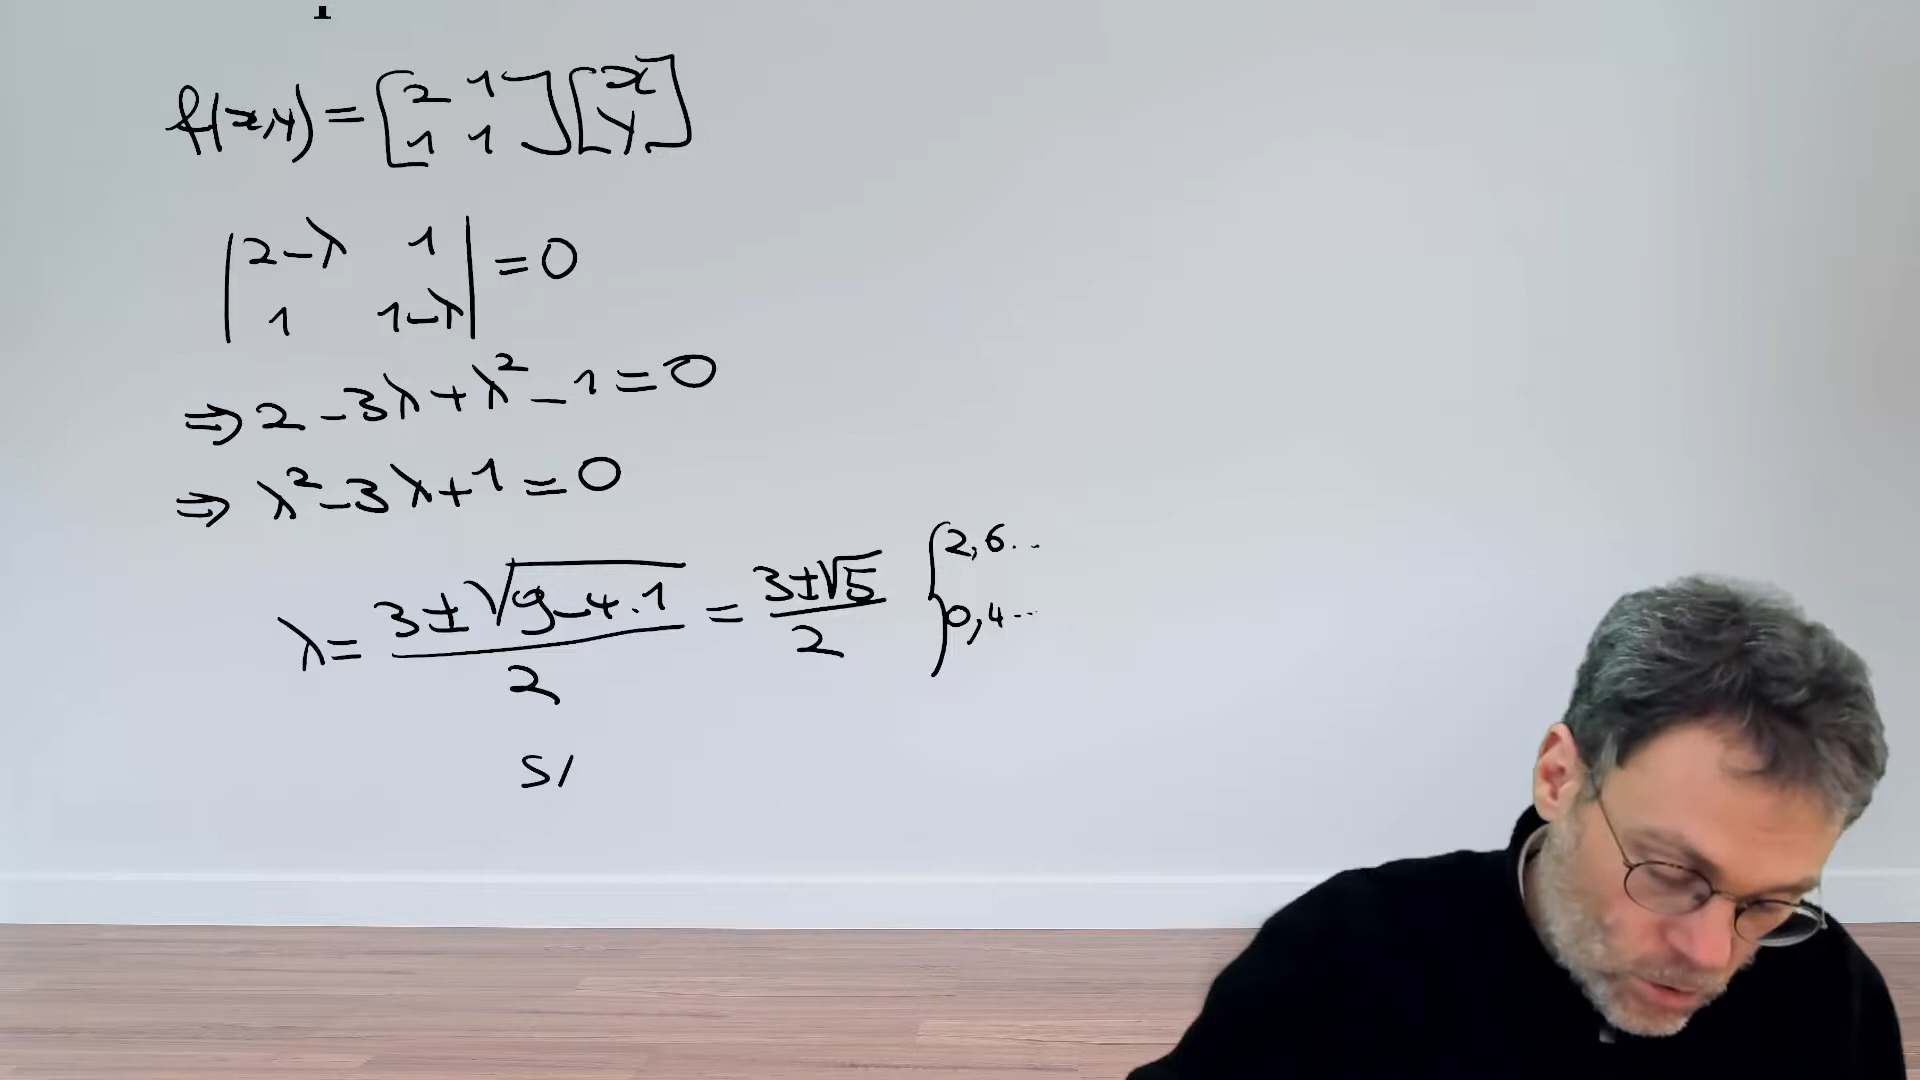 f(x,y) = [2 1; 1 1] [x; y]
|2-λ 1; 1 1-λ| = 0
⇒ 2 - 3λ + λ² - 1 = 0
⇒ λ² - 3λ + 1 = 0
λ = (3 ± √(9-4.1))/2 = (3 ± √5)/2 { 2,6... 0,4...